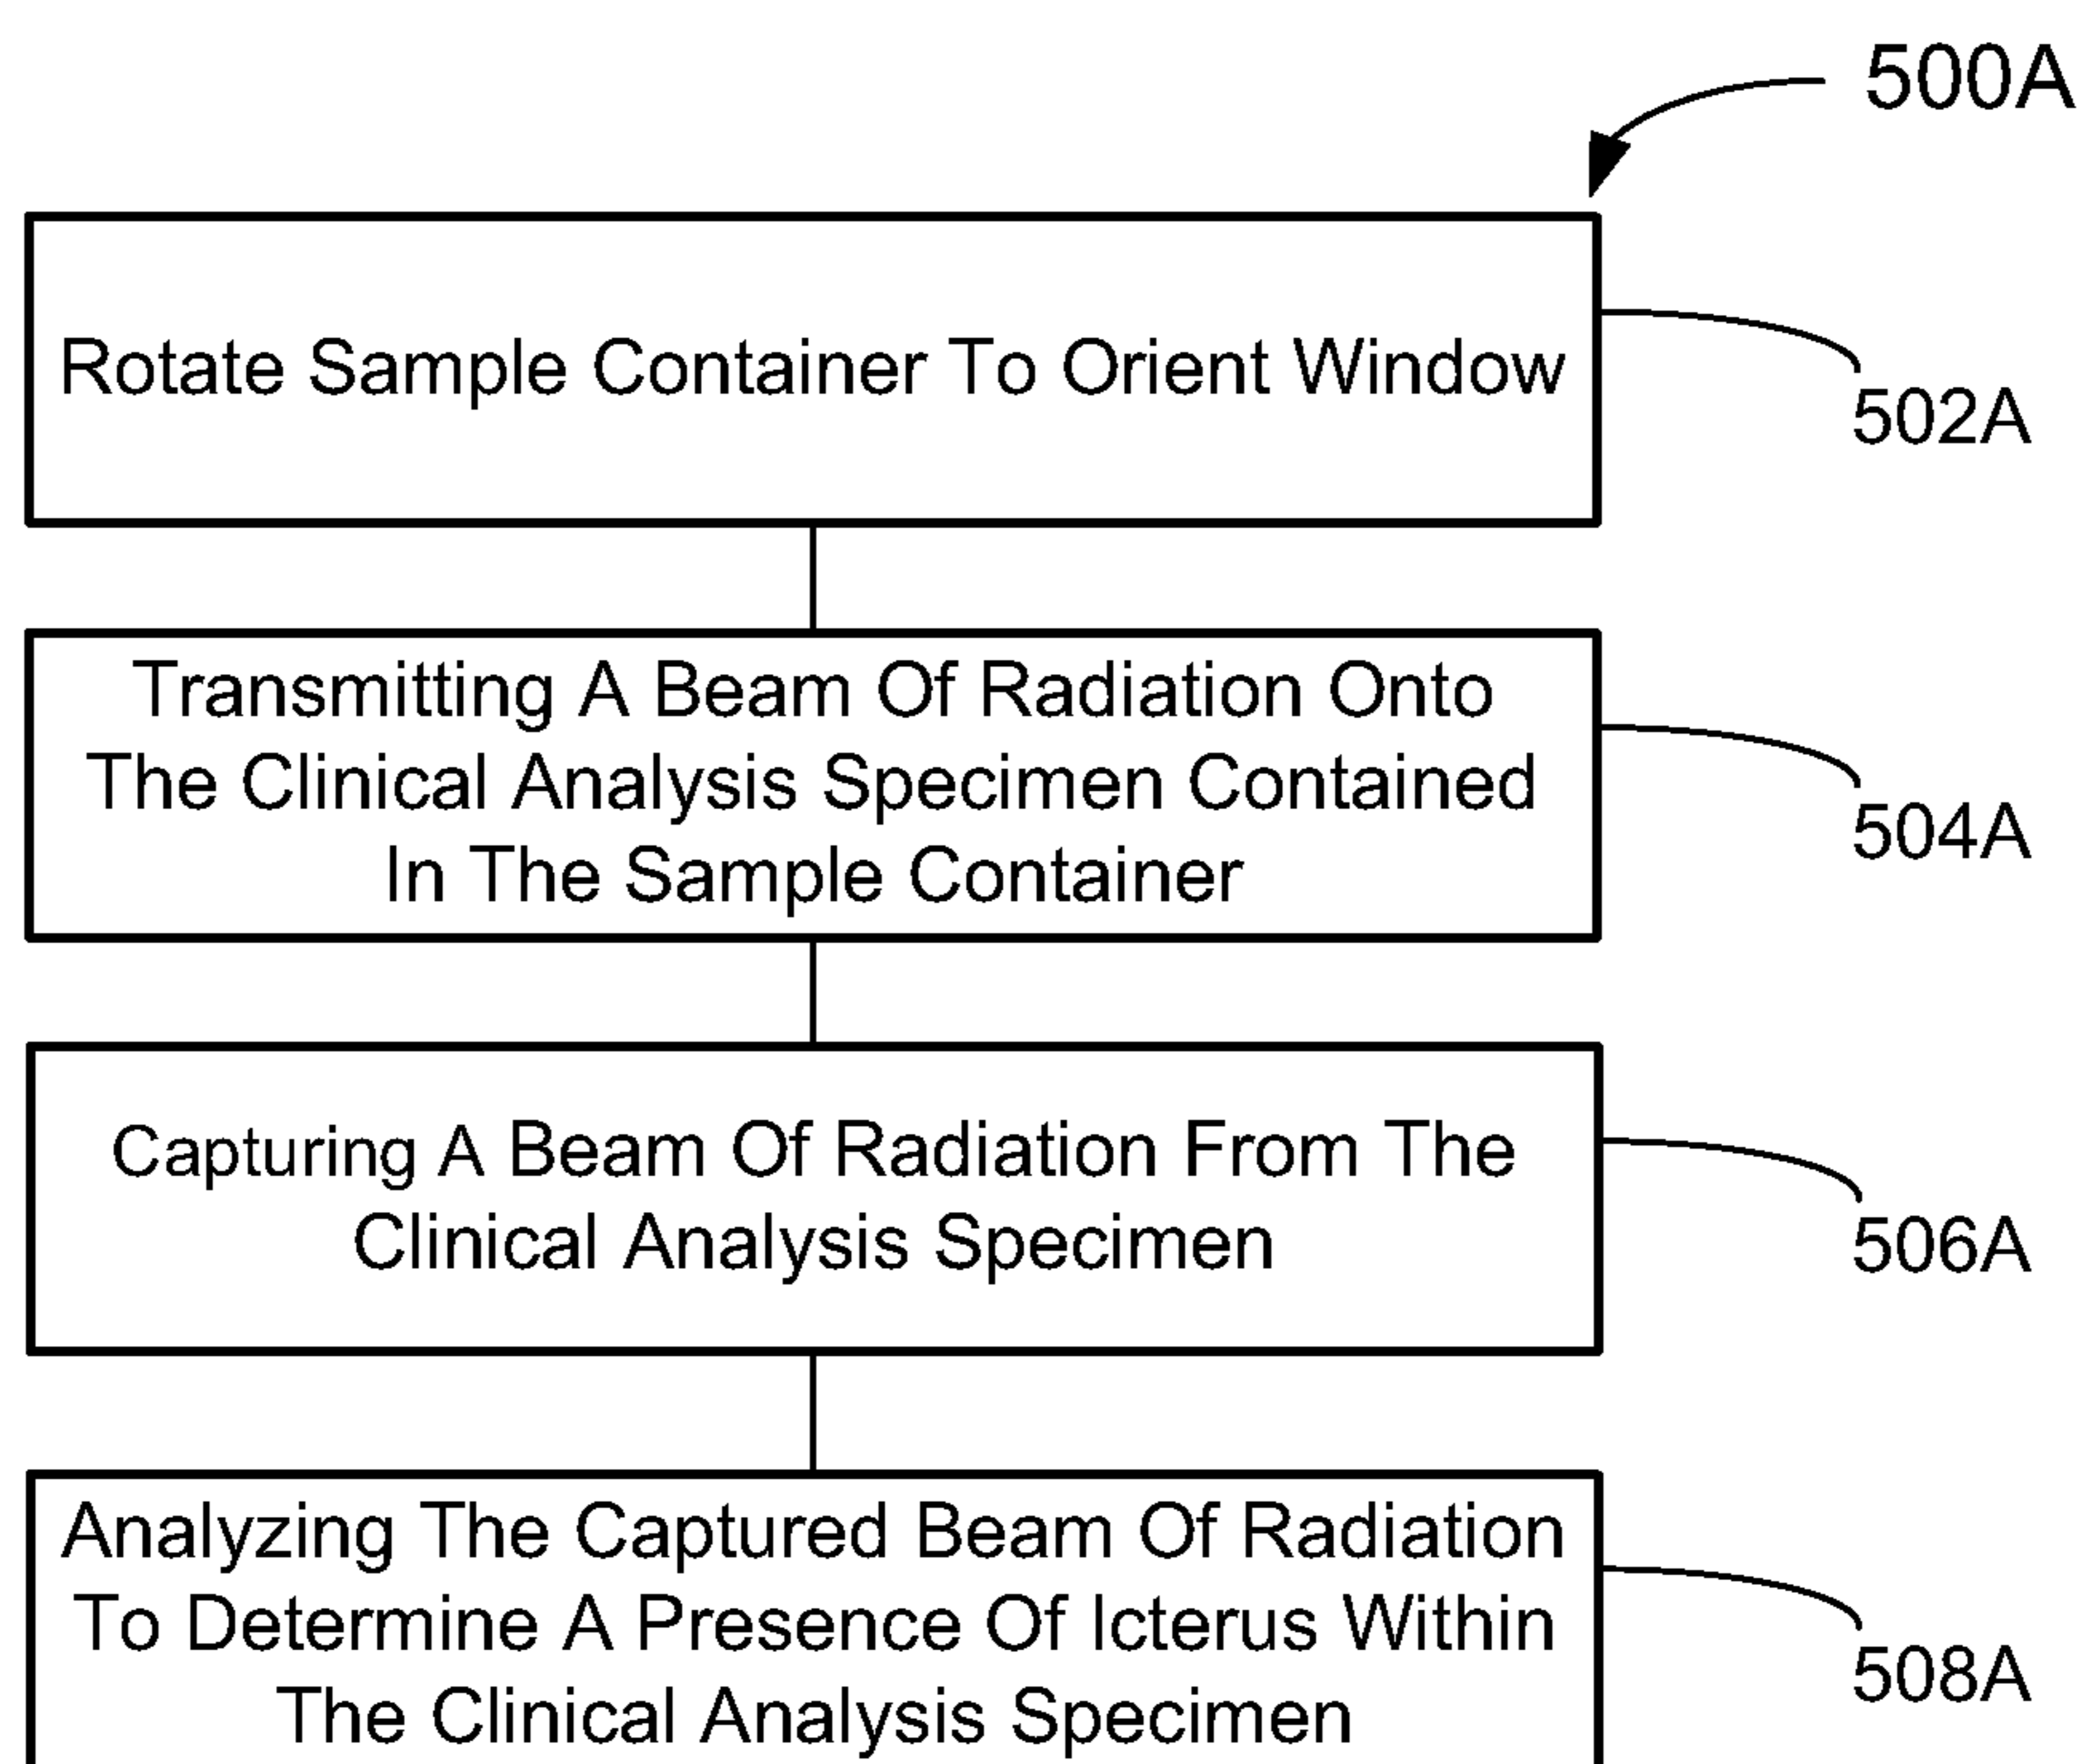 500A
Rotate Sample Container To Orient Window
502A
Transmitting A Beam Of Radiation Onto
The Clinical Analysis Specimen Contained
In The Sample Container
504A
Capturing A Beam Of Radiation From The
Clinical Analysis Specimen
506A
Analyzing The Captured Beam Of Radiation
To Determine A Presence Of Icterus Within
The Clinical Analysis Specimen
508A